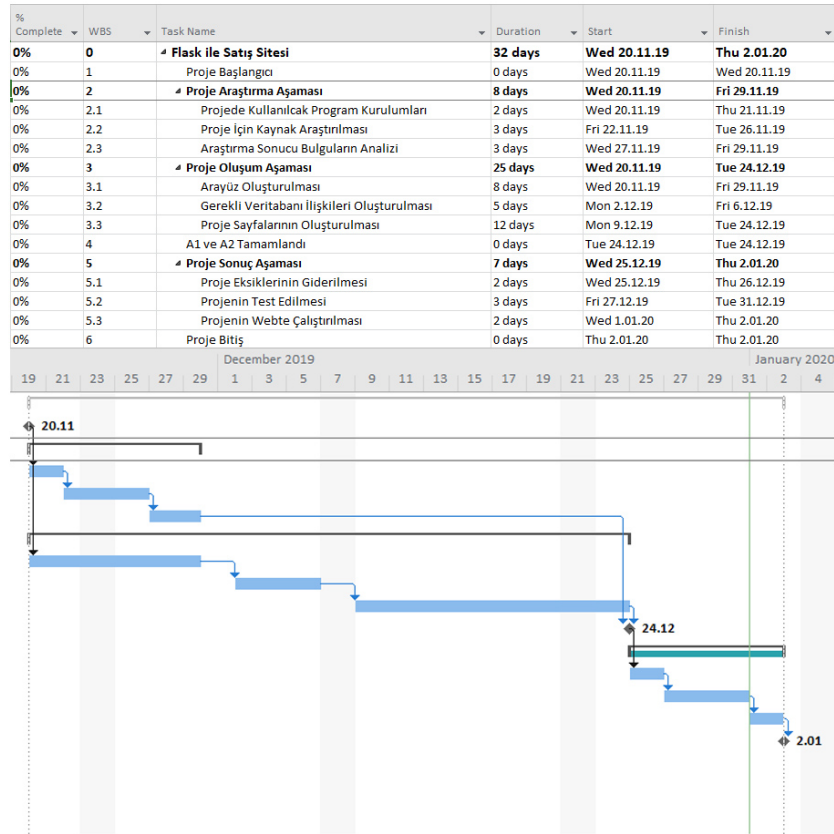 % Complete WBS Task Name Duration Start Finish
0% 0 Flask ile Satış Sitesi 32 days Wed 20.11.19 Thu 2.01.20
0% 1 Proje Başlangıcı 0 days Wed 20.11.19 Wed 20.11.19
0% 2 Proje Araştırma Aşaması 8 days Wed 20.11.19 Fri 29.11.19
0% 2.1 Projede Kullanılcak Program Kurulumları 2 days Wed 20.11.19 Thu 21.11.19
0% 2.2 Proje İçin Kaynak Araştırılması 3 days Fri 22.11.19 Tue 26.11.19
0% 2.3 Araştırma Sonucu Bulguların Analizi 3 days Wed 27.11.19 Fri 29.11.19
0% 3 Proje Oluşum Aşaması 25 days Wed 20.11.19 Tue 24.12.19
0% 3.1 Arayüz Oluşturulması 8 days Wed 20.11.19 Fri 29.11.19
0% 3.2 Gerekli Veritabanı İlişkileri Oluşturulması 5 days Mon 2.12.19 Fri 6.12.19
0% 3.3 Proje Sayfalarının Oluşturulması 12 days Mon 9.12.19 Tue 24.12.19
0% 4 A1 ve A2 Tamamlandı 0 days Tue 24.12.19 Tue 24.12.19
0% 5 Proje Sonuç Aşaması 7 days Wed 25.12.19 Thu 2.01.20
0% 5.1 Proje Eksiklerinin Giderilmesi 2 days Wed 25.12.19 Thu 26.12.19
0% 5.2 Projenin Test Edilmesi 3 days Fri 27.12.19 Tue 31.12.19
0% 5.3 Projenin Webte Çalıştırılması 2 days Wed 1.01.20 Thu 2.01.20
0% 6 Proje Bitiş 0 days Thu 2.01.20 Thu 2.01.20
December 2019 January 2020
19 21 23 25 27 29 1 3 5 7 9 11 13 15 17 19 21 23 25 27 29 31 2 4
20.11
24.12
2.01